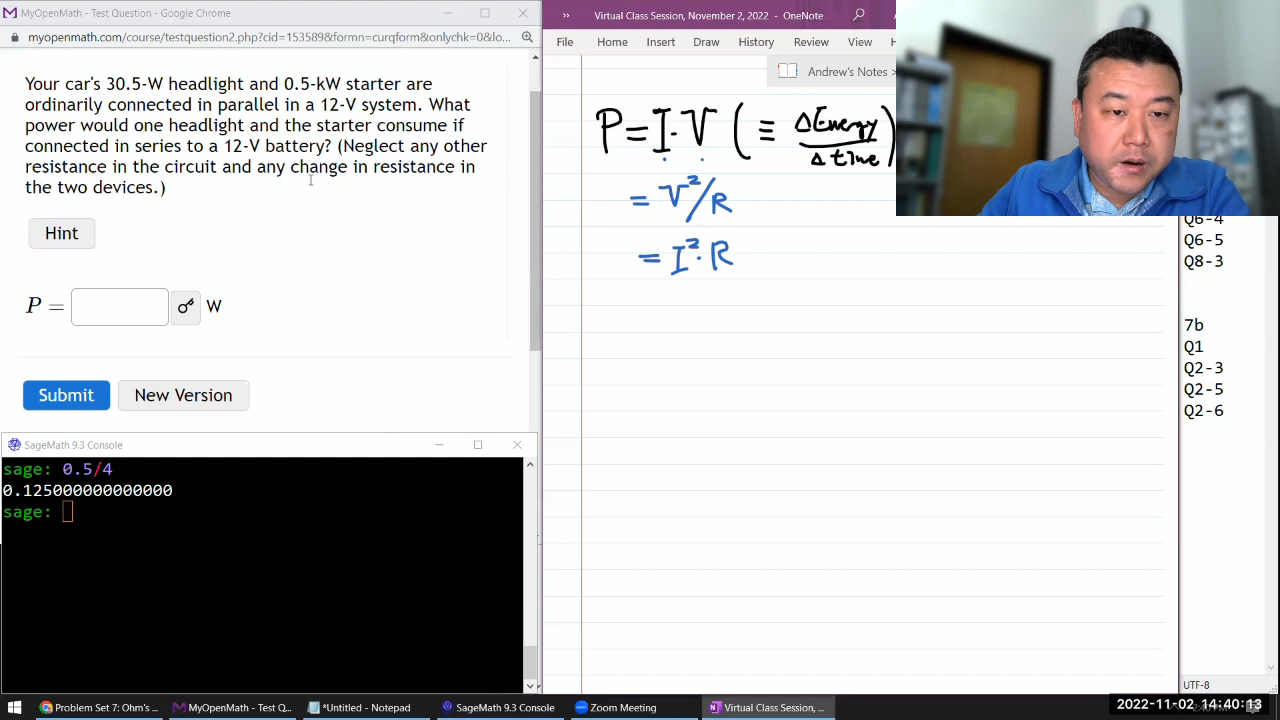 MyOpenMath - Test Question - Google Chrome
myopenmath.com/course/testquestion2.php?cid=153589&formn=curqform&onlychk=0&lo...
Your car's 30.5-W headlight and 0.5-kW starter are
ordinarily connected in parallel in a 12-V system. What
power would one headlight and the starter consume if
connected in series to a 12-V battery? (Neglect any other
resistance in the circuit and any change in resistance in
the two devices.)
Hint
P =
W
Submit
New Version
SageMath 9.3 Console
sage: 0.5/4
0.125000000000000
sage:
Virtual Class Session, November 2, 2022 - OneNote
File Home Insert Draw History Review View
Andrew's Notes >
P = I · V ( ≡ ΔEnergy / Δtime )
= V²/R
= I² · R
Q6-4
Q6-5
Q8-3
7b
Q1
Q2-3
Q2-5
Q2-6
UTF-8
Problem Set 7: Ohm's ...
MyOpenMath - Test Q...
*Untitled - Notepad
SageMath 9.3 Console
Zoom Meeting
Virtual Class Session, ...
2022-11-02 14:40:13